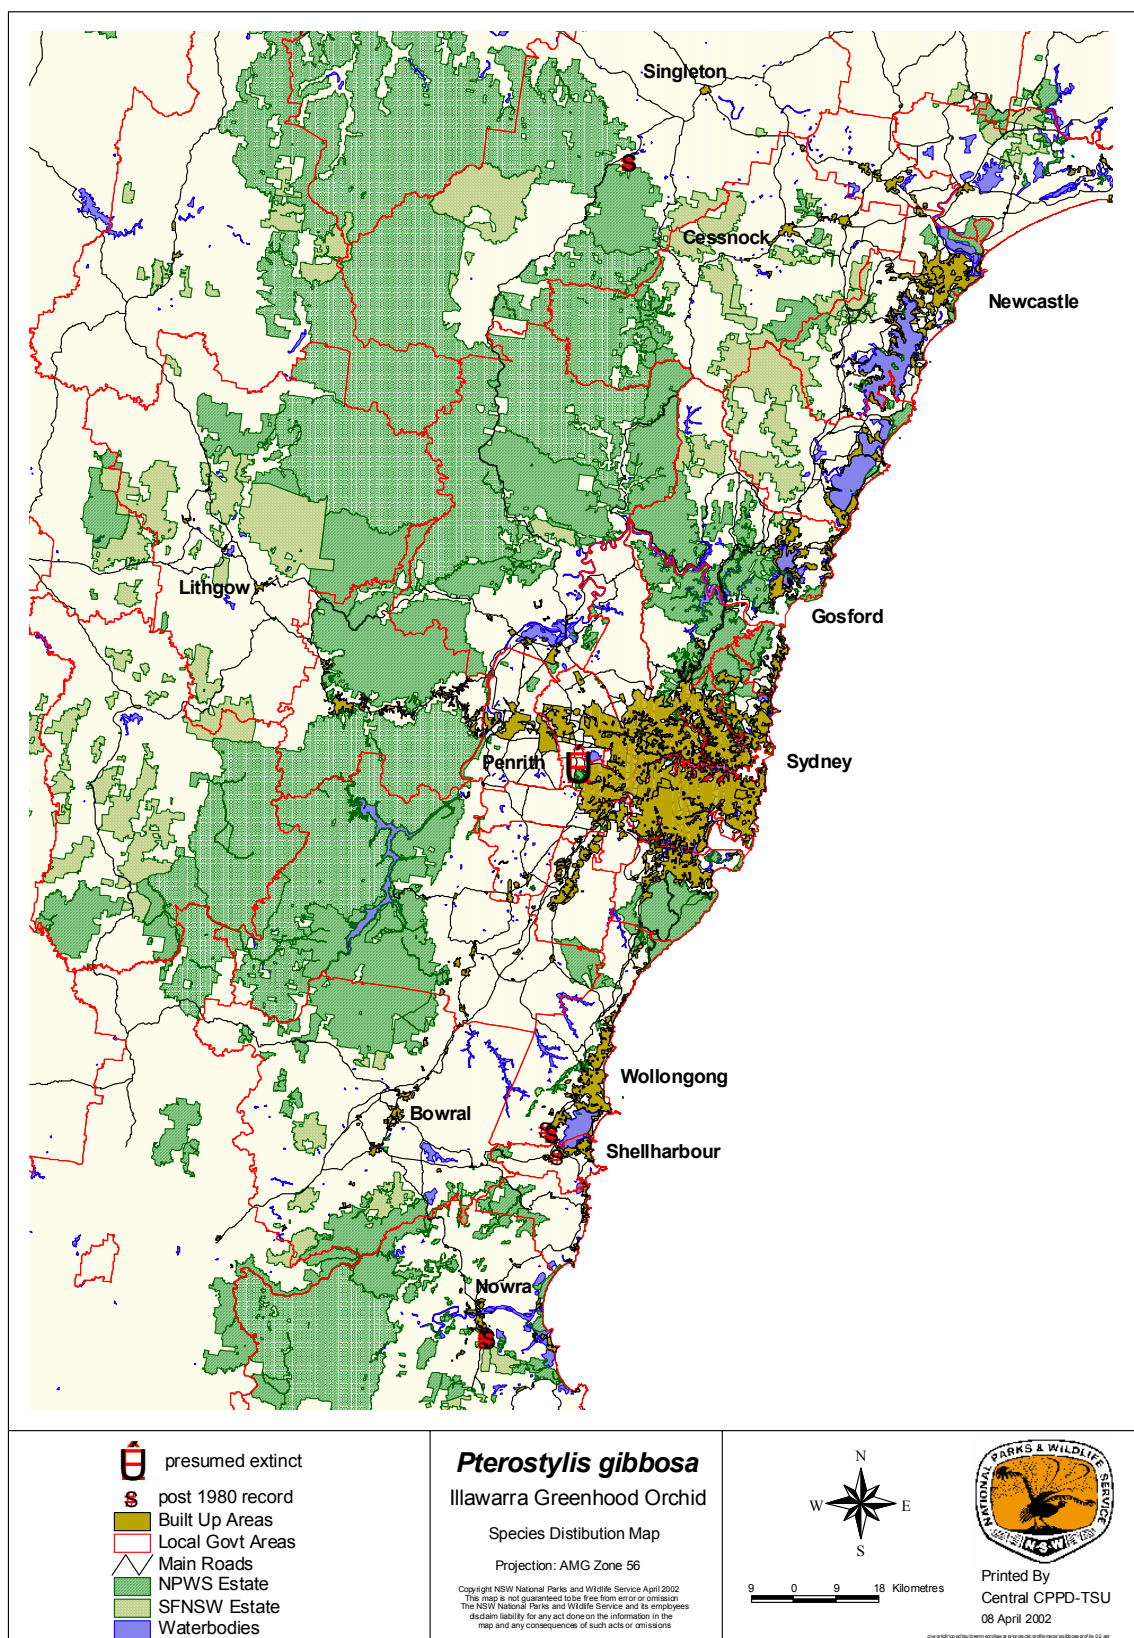 Singleton
Cessnock
Newcastle
Lithgow
Gosford
Penrith
Sydney
Wollongong
Bowral
Shellharbour
Nowra
presumed extinct
post 1980 record
Built Up Areas
Local Govt Areas
Main Roads
NPWS Estate
SFNSW Estate
Waterbodies
Pterostylis gibbosa
Illawarra Greenhood Orchid
Species Distibution Map
Projection: AMG Zone 56
Copyright NSW National Parks and Wildlife Service April 2002
This map is not guaranteed to be free from error or omission
The NSW National Parks and Wildlife Service and its employees
disclaim liability for any act done on the information in the
map and any consequences of such acts or omissions
N
W E
S
9 0 9 18 Kilometres
NATIONAL PARKS & WILDLIFE SERVICE
N·S·W
Printed By
Central CPPD-TSU
08 April 2002